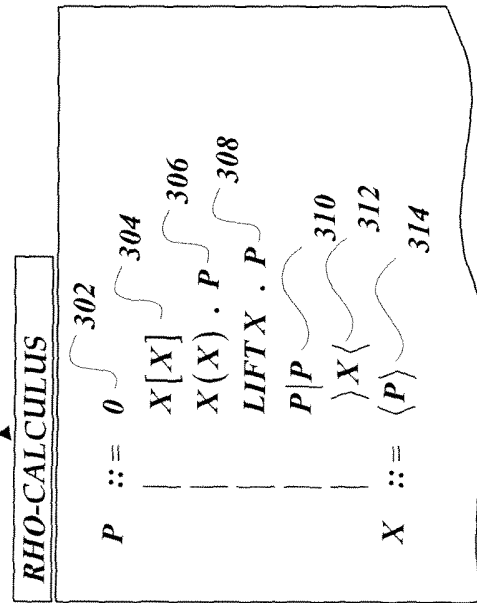 RHO-CALCULUS
P ::= 0 302
| X[X] 304
| X(X) . P 306
| LIFT X . P 308
| P|P 310
| ⟩X⟨ 312
X ::= ⟨P⟩ 314